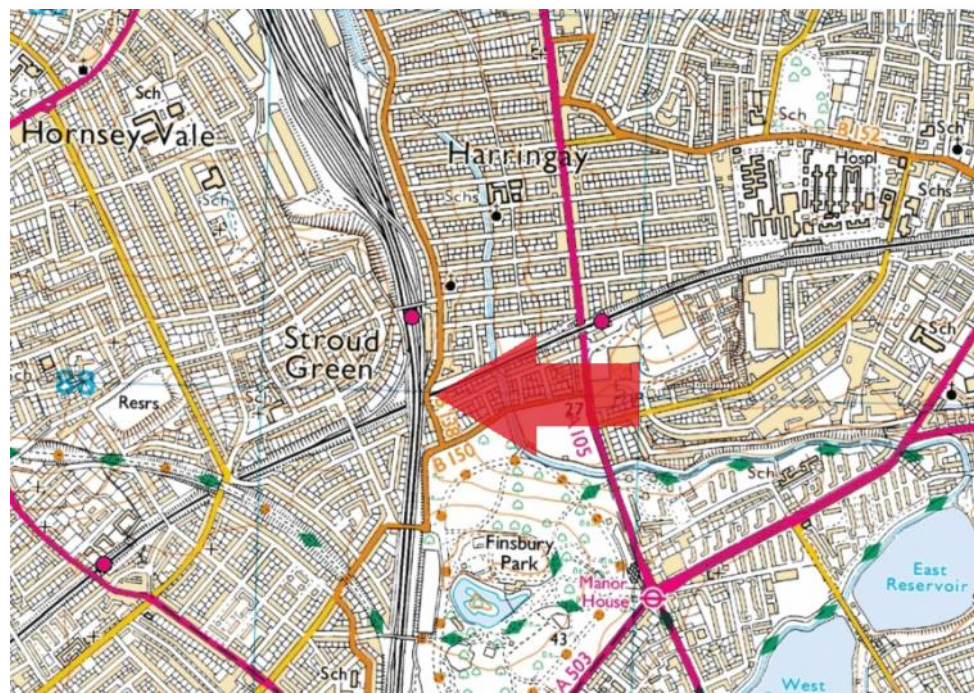 Sch
Sch
Hornsey Vale
Sch
Harringay
Schs
Sch
B 152
Sch
Hospl
Schs
Stroud
Green
Sch
88
Resrs
27
A 105
B 150
Sch
Finsbury
Park
Manor
House
East
Reservoir
43
A 503
Sch
West